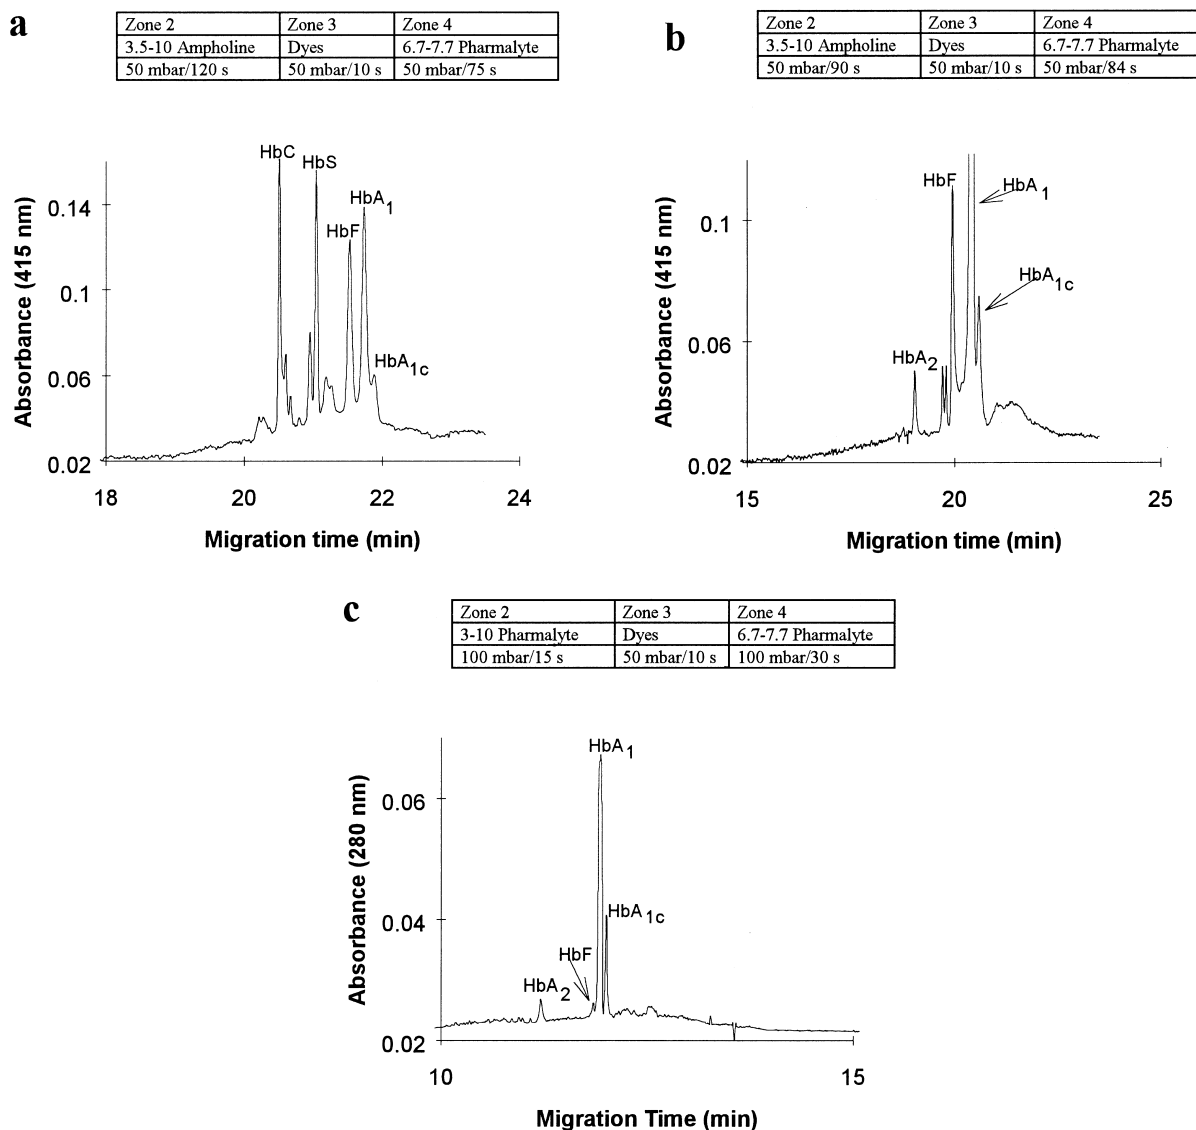 a
Zone 2 Zone 3 Zone 4
3.5-10 Ampholine Dyes 6.7-7.7 Pharmalyte
50 mbar/120 s 50 mbar/10 s 50 mbar/75 s
HbC
HbS
HbA1
HbF
HbA1c
0.14
0.1
0.06
0.02
Absorbance (415 nm)
18 20 22 24
Migration time (min)
b
Zone 2 Zone 3 Zone 4
3.5-10 Ampholine Dyes 6.7-7.7 Pharmalyte
50 mbar/90 s 50 mbar/10 s 50 mbar/84 s
HbF
HbA1
HbA1c
HbA2
0.1
0.06
0.02
Absorbance (415 nm)
15 20 25
Migration time (min)
c
Zone 2 Zone 3 Zone 4
3-10 Pharmalyte Dyes 6.7-7.7 Pharmalyte
100 mbar/15 s 50 mbar/10 s 100 mbar/30 s
HbA1
HbA1c
HbF
HbA2
0.06
0.04
0.02
Absorbance (280 nm)
10 15
Migration Time (min)